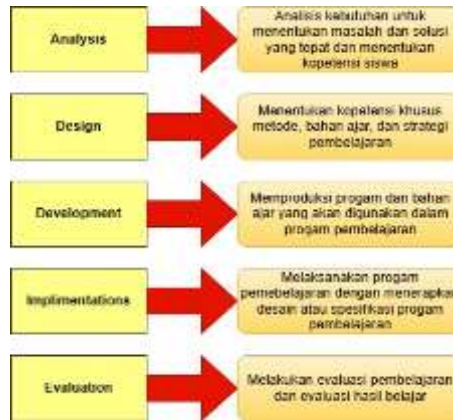 Analysis
Analisis kebutuhan untuk
menentukan masalah dan solusi
yang tepat dan menentukan
kopetensi siswa
Design
Menentukan kopetensi khusus
metode, bahan ajar, dan strategi
pembelajaran
Development
Memproduksi progam dan bahan
ajar yang akan digunakan dalam
progam pembelajaran
Implimentations
Melaksanakan progam
pemebelajaran dengan menerapkan
desain atau spesifikasi progam
pembelajaran
Evaluation
Melakukan evaluasi pembelajaran
dan evaluasi hasil belajar